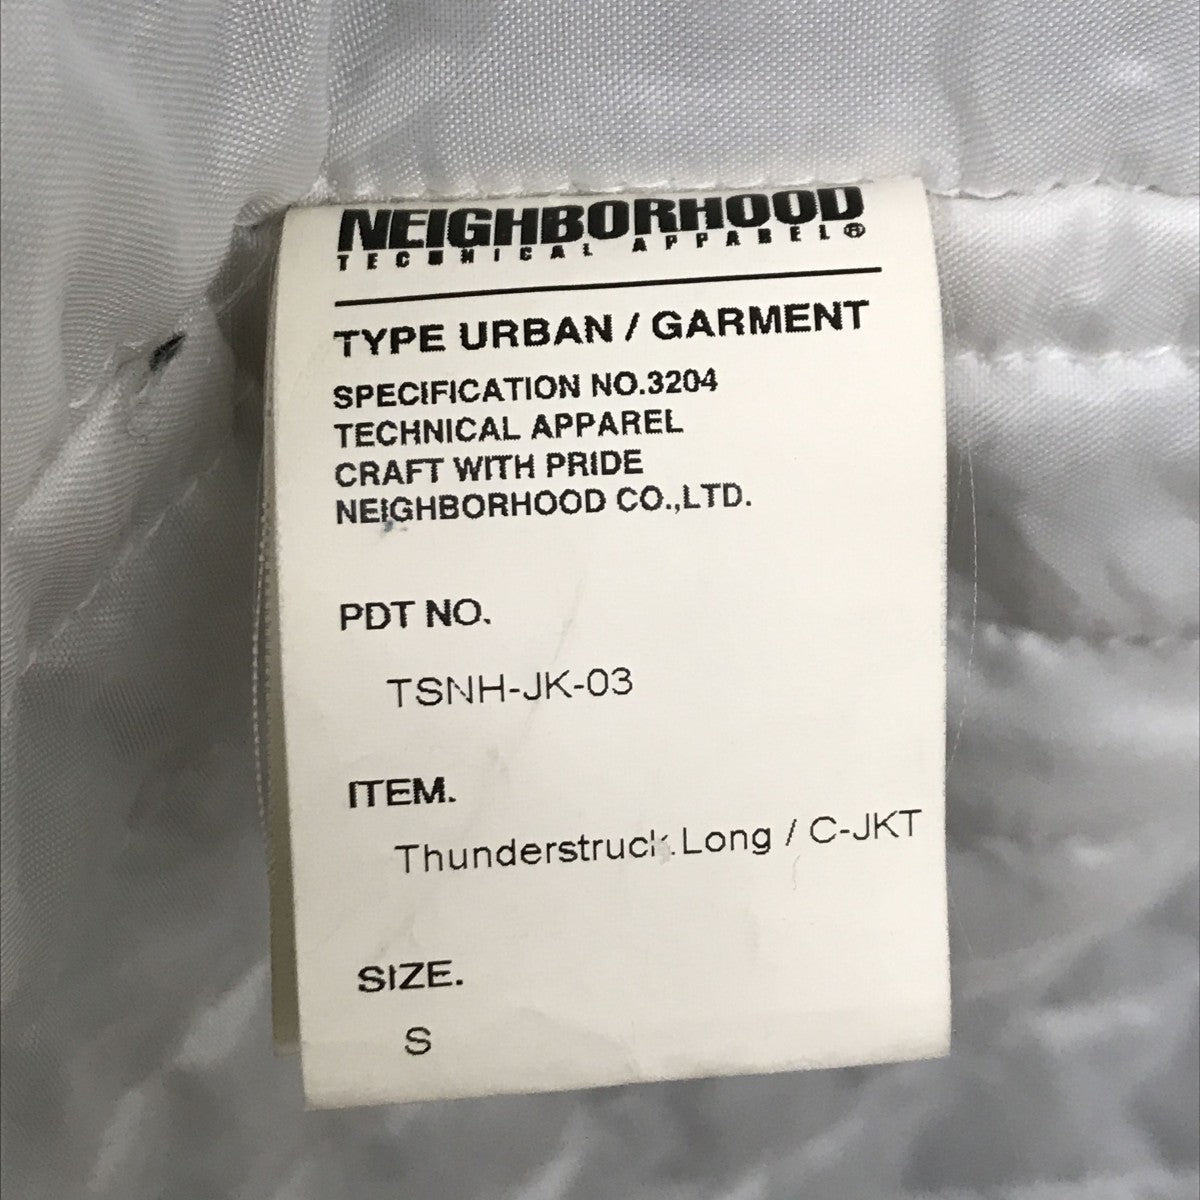 NEIGHBORHOOD
TECHNICAL APPAREL®
TYPE URBAN / GARMENT
SPECIFICATION NO.3204
TECHNICAL APPAREL
CRAFT WITH PRIDE
NEIGHBORHOOD CO.,LTD.
PDT NO.
TSNH-JK-03
ITEM.
Thunderstruck.Long / C-JKT
SIZE.
S